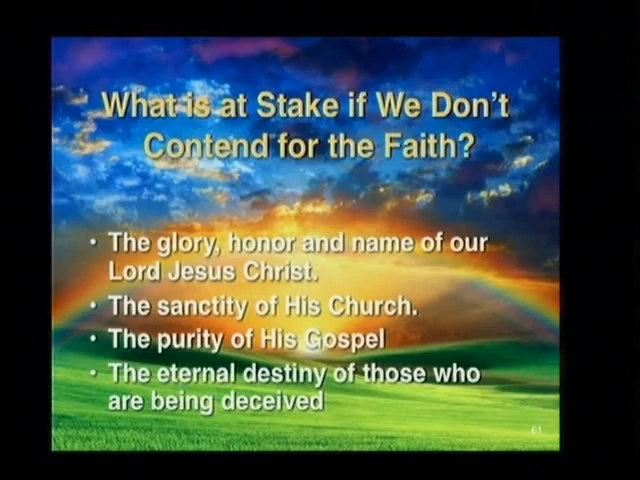 What is at Stake if We Don't
Contend for the Faith?
• The glory, honor and name of our
Lord Jesus Christ.
• The sanctity of His Church.
• The purity of His Gospel
• The eternal destiny of those who
are being deceived
61